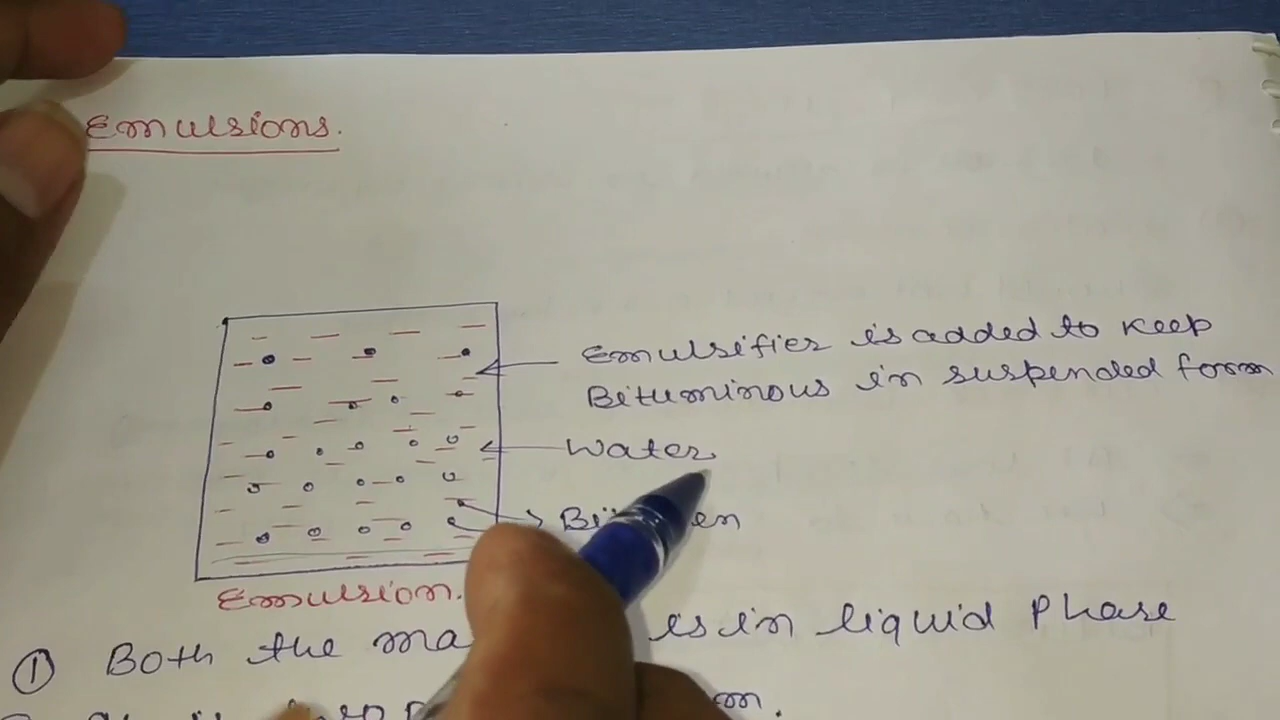 Emulsions.
Emulsifier is added to keep
Bituminous in suspended form
Water
Emulsion.
① Both the is in liquid Phase